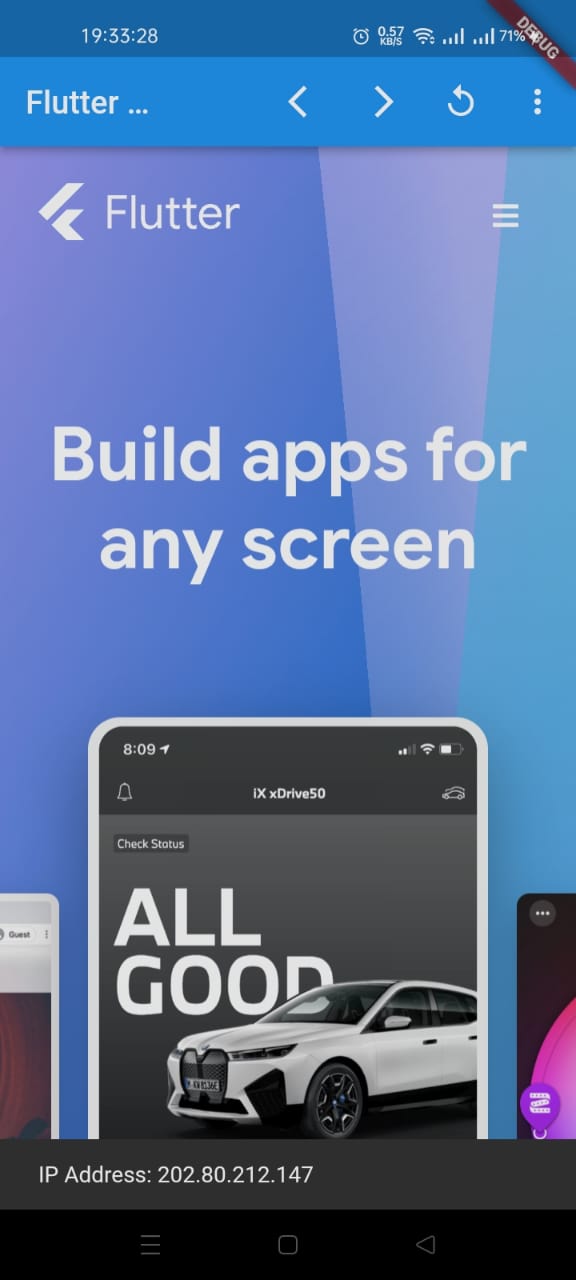 19:33:28
0.57 KB/S
71%
DEBUG
Flutter ...
Flutter
Build apps for
any screen
8:09
iX xDrive50
Check Status
ALL
GOOD
Guest
IP Address: 202.80.212.147